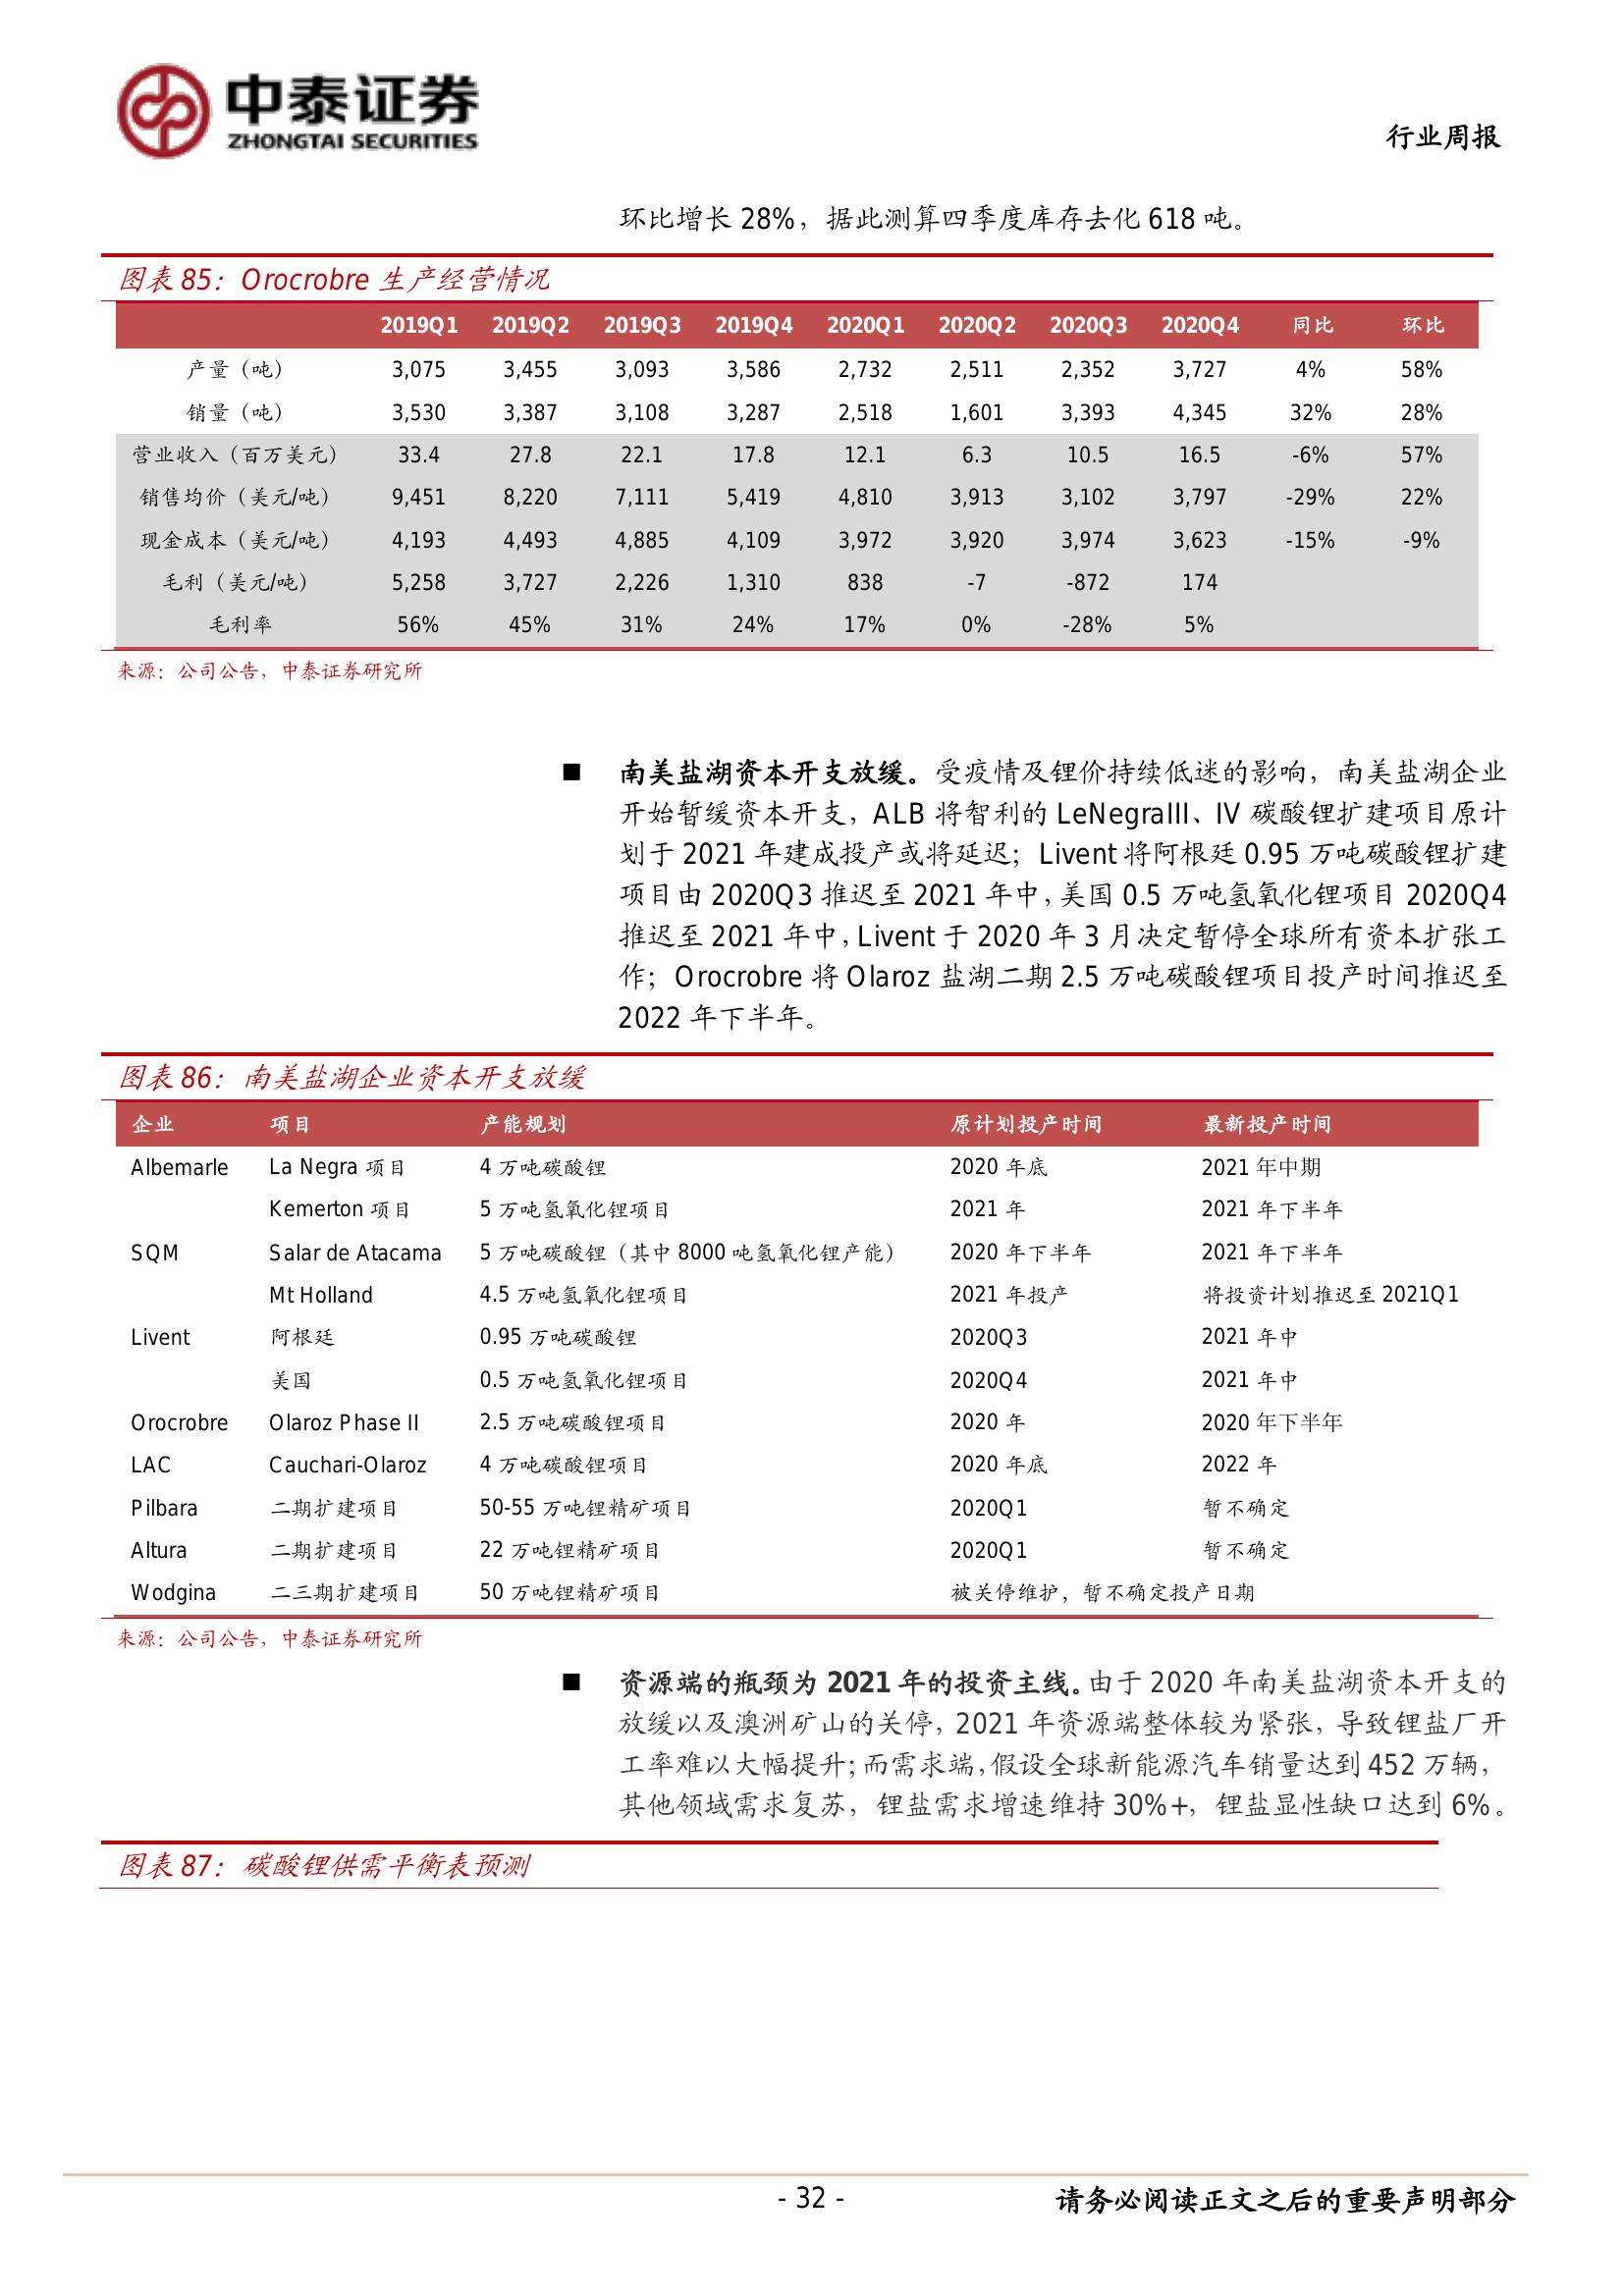 中泰证券
ZHONGTAI SECURITIES
行业周报
环比增长 28%，据此测算四季度库存去化 618 吨。
图表 85：Orocrobre 生产经营情况
2019Q1 2019Q2 2019Q3 2019Q4 2020Q1 2020Q2 2020Q3 2020Q4 同比 环比
产量（吨） 3,075 3,455 3,093 3,586 2,732 2,511 2,352 3,727 4% 58%
销量（吨） 3,530 3,387 3,108 3,287 2,518 1,601 3,393 4,345 32% 28%
营业收入（百万美元） 33.4 27.8 22.1 17.8 12.1 6.3 10.5 16.5 -6% 57%
销售均价（美元/吨） 9,451 8,220 7,111 5,419 4,810 3,913 3,102 3,797 -29% 22%
现金成本（美元/吨） 4,193 4,493 4,885 4,109 3,972 3,920 3,974 3,623 -15% -9%
毛利（美元/吨） 5,258 3,727 2,226 1,310 838 -7 -872 174
毛利率 56% 45% 31% 24% 17% 0% -28% 5%
来源：公司公告，中泰证券研究所
■ 南美盐湖资本开支放缓。受疫情及锂价持续低迷的影响，南美盐湖企业
开始暂缓资本开支，ALB 将智利的 LeNegraIII、IV 碳酸锂扩建项目原计
划于 2021 年建成投产或将延迟；Livent 将阿根廷 0.95 万吨碳酸锂扩建
项目由 2020Q3 推迟至 2021 年中，美国 0.5 万吨氢氧化锂项目 2020Q4
推迟至 2021 年中，Livent 于 2020 年 3 月决定暂停全球所有资本扩张工
作；Orocrobre 将 Olaroz 盐湖二期 2.5 万吨碳酸锂项目投产时间推迟至
2022 年下半年。
图表 86：南美盐湖企业资本开支放缓
企业 项目 产能规划 原计划投产时间 最新投产时间
Albemarle La Negra 项目 4 万吨碳酸锂 2020 年底 2021 年中期
Kemerton 项目 5 万吨氢氧化锂项目 2021 年 2021 年下半年
SQM Salar de Atacama 5 万吨碳酸锂（其中 8000 吨氢氧化锂产能） 2020 年下半年 2021 年下半年
Mt Holland 4.5 万吨氢氧化锂项目 2021 年投产 将投资计划推迟至 2021Q1
Livent 阿根廷 0.95 万吨碳酸锂 2020Q3 2021 年中
美国 0.5 万吨氢氧化锂项目 2020Q4 2021 年中
Orocrobre Olaroz Phase II 2.5 万吨碳酸锂项目 2020 年 2020 年下半年
LAC Cauchari-Olaroz 4 万吨碳酸锂项目 2020 年底 2022 年
Pilbara 二期扩建项目 50-55 万吨锂精矿项目 2020Q1 暂不确定
Altura 二期扩建项目 22 万吨锂精矿项目 2020Q1 暂不确定
Wodgina 二三期扩建项目 50 万吨锂精矿项目 被关停维护，暂不确定投产日期
来源：公司公告，中泰证券研究所
■ 资源端的瓶颈为 2021 年的投资主线。由于 2020 年南美盐湖资本开支的
放缓以及澳洲矿山的关停，2021 年资源端整体较为紧张，导致锂盐厂开
工率难以大幅提升；而需求端，假设全球新能源汽车销量达到 452 万辆，
其他领域需求复苏，锂盐需求增速维持 30%+，锂盐显性缺口达到 6%。
图表 87：碳酸锂供需平衡表预测
- 32 -
请务必阅读正文之后的重要声明部分